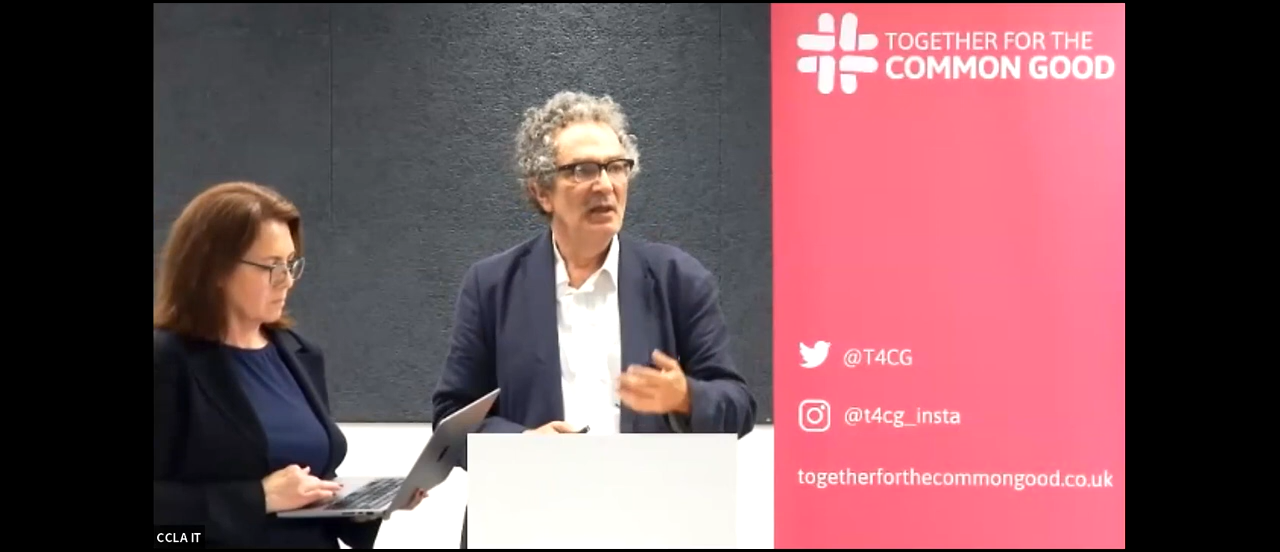 TOGETHER FOR THE
COMMON GOOD
@T4CG
@t4cg_insta
togetherforthecommongood.co.uk
CCLA IT